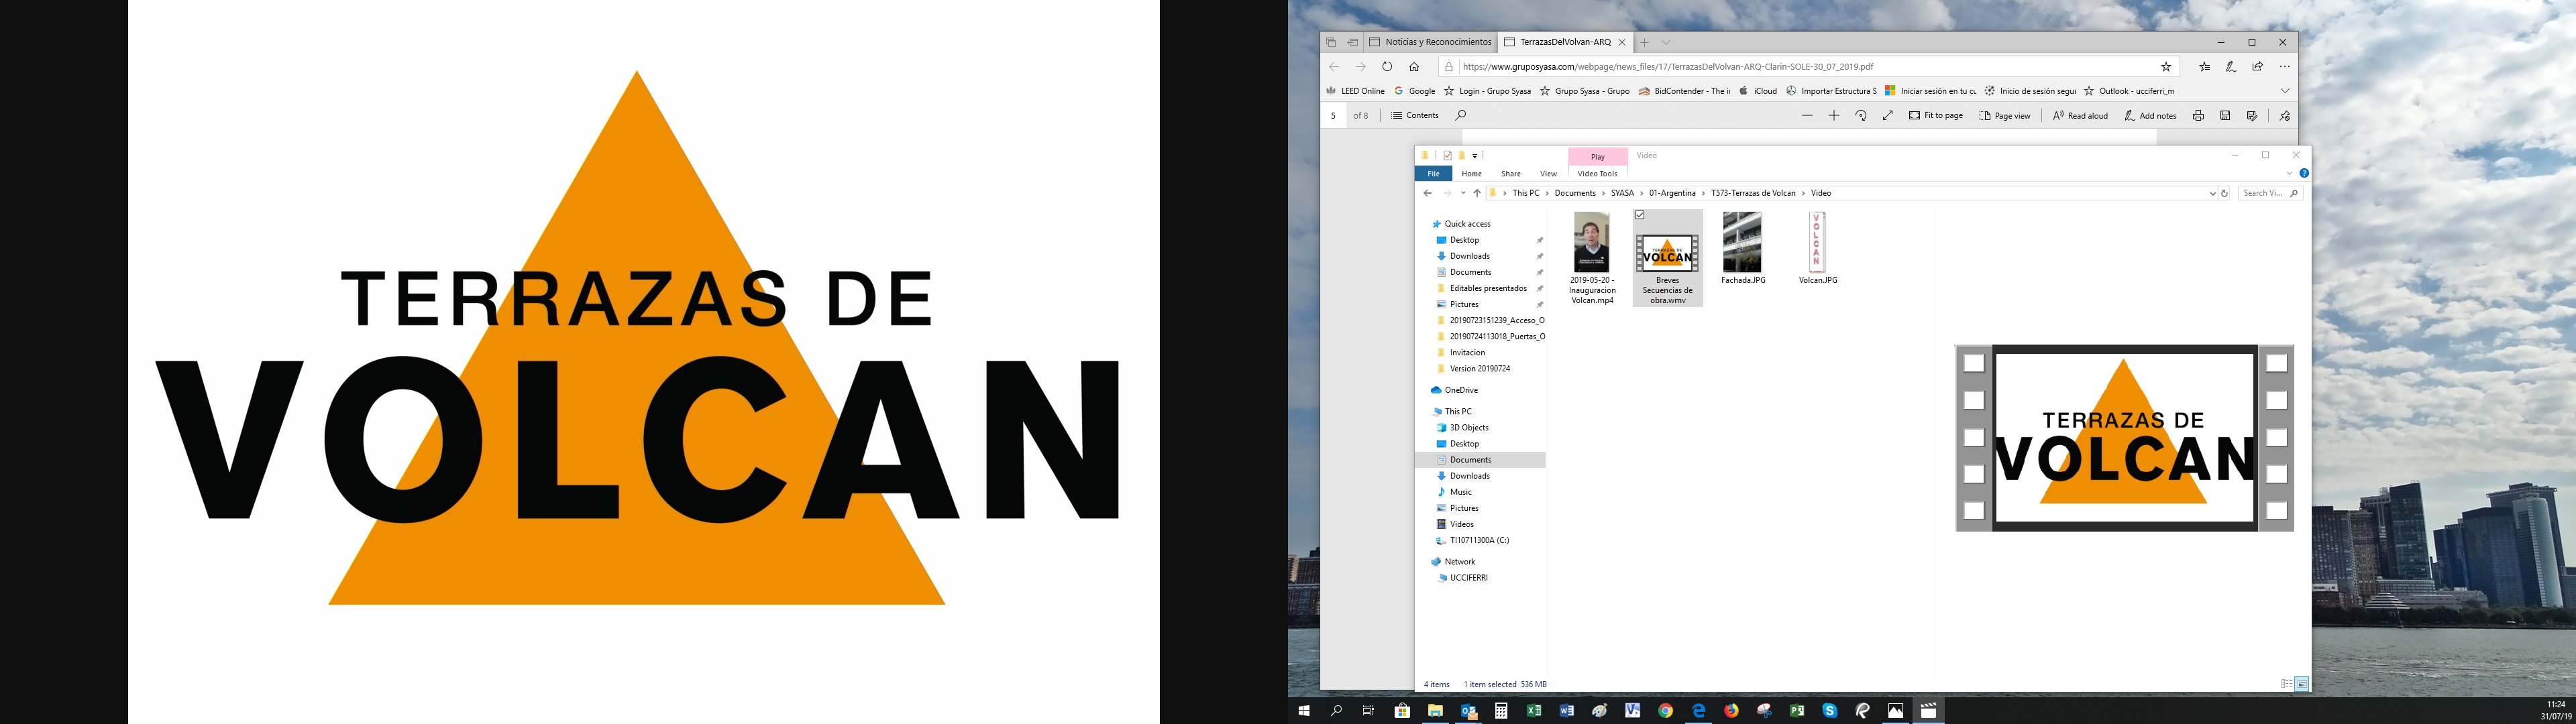 TERRAZAS DE
VOLCAN
Noticias y Reconocimientos
TerrazasDelVolvan-ARQ
https://www.gruposyasa.com/webpage/news_files/17/TerrazasDelVolvan-ARQ-Clarin-SOLE-30_07_2019.pdf
LEED Online Google Login - Grupo Syasa Grupo Syasa - Grupo BidContender - The i iCloud Importar Estructura S Iniciar sesión en tu cu Inicio de sesión segui Outlook - ucciferri_m
5 of 8 Contents Fit to page Page view Read aloud Add notes
Play Video
File Home Share View Video Tools
This PC Documents SYASA 01-Argentina T573-Terrazas de Volcan Video Search Vi...
Quick access
Desktop
Downloads
Documents
Editables presentados
Pictures
20190723151239_Acceso_O
20190724113018_Puertas_O
Invitacion
Version 20190724
OneDrive
This PC
3D Objects
Desktop
Documents
Downloads
Music
Pictures
Videos
TI10711300A (C:)
Network
UCCIFERRI
2019-05-20 -
Inauguracion
Volcan.mp4
TERRAZAS DE
VOLCAN
Breves
Secuencias de
obra.wmv
Fachada.JPG
VOLCAN
Volcan.JPG
TERRAZAS DE
VOLCAN
4 items 1 item selected 536 MB
11:24
31/07/19